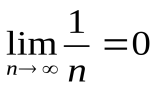 lim n→∞ 1/n = 0